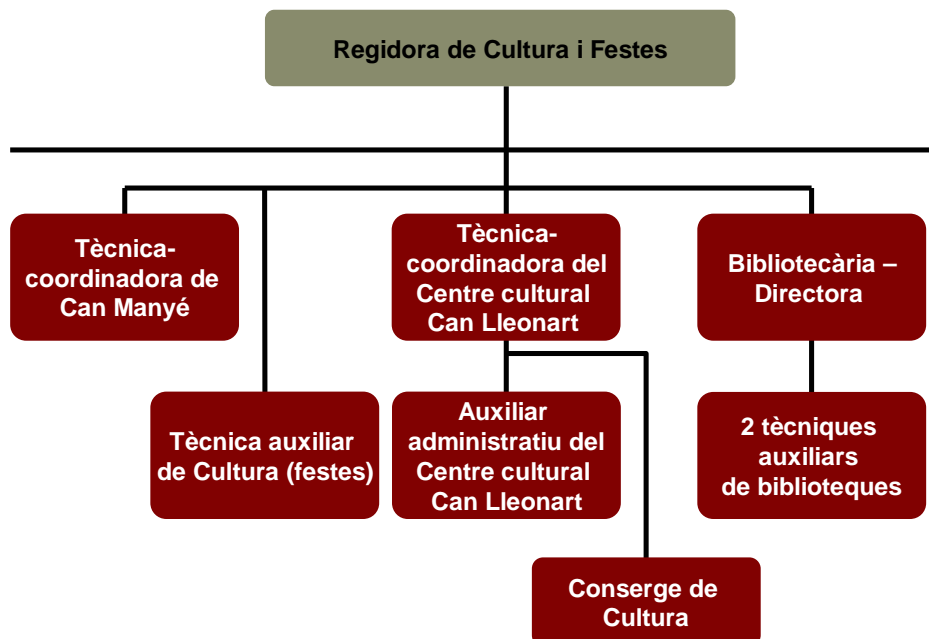 Regidora de Cultura i Festes
Tècnica-
coordinadora de
Can Manyé
Tècnica-
coordinadora del
Centre cultural
Can Lleonart
Bibliotecària –
Directora
Tècnica auxiliar
de Cultura (festes)
Auxiliar
administratiu del
Centre cultural
Can Lleonart
2 tècniques
auxiliars
de biblioteques
Conserge de
Cultura